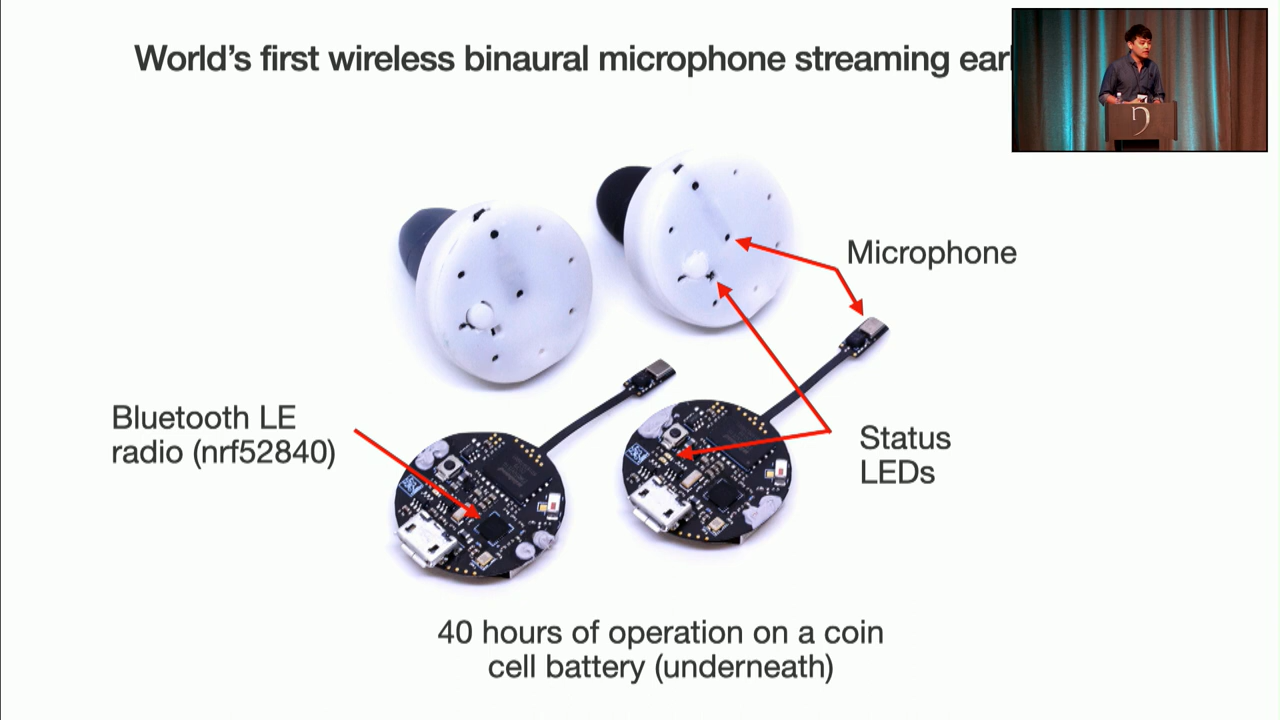 World's first wireless binaural microphone streaming earl
Microphone
Bluetooth LE
radio (nrf52840)
Status
LEDs
40 hours of operation on a coin
cell battery (underneath)